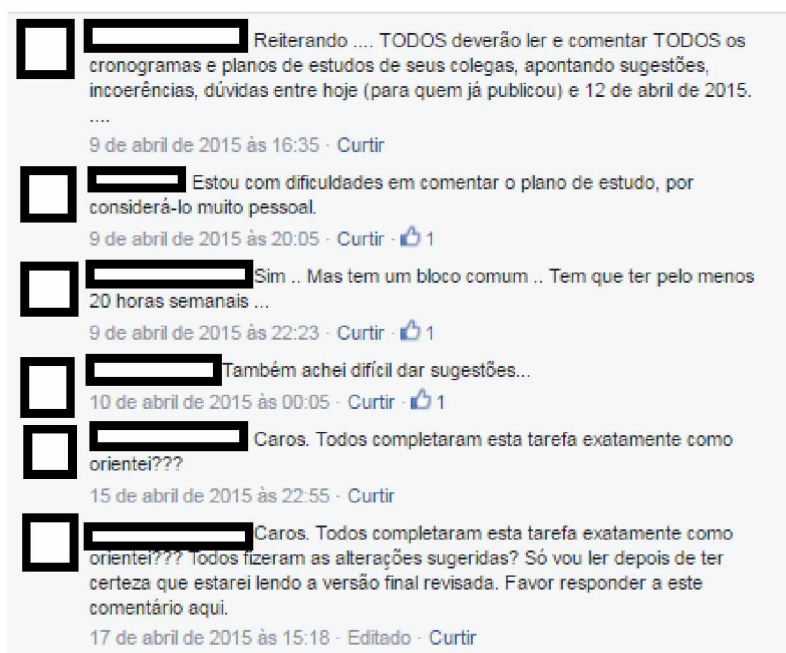 Reiterando .... TODOS deverão ler e comentar TODOS os
cronogramas e planos de estudos de seus colegas, apontando sugestões,
incoerências, dúvidas entre hoje (para quem já publicou) e 12 de abril de 2015.
....
9 de abril de 2015 às 16:35 · Curtir
Estou com dificuldades em comentar o plano de estudo, por
considerá-lo muito pessoal.
9 de abril de 2015 às 20:05 · Curtir · 1
Sim .. Mas tem um bloco comum .. Tem que ter pelo menos
20 horas semanais ...
9 de abril de 2015 às 22:23 · Curtir · 1
Também achei difícil dar sugestões...
10 de abril de 2015 às 00:05 · Curtir · 1
Caros. Todos completaram esta tarefa exatamente como
orientei???
15 de abril de 2015 às 22:55 · Curtir
Caros. Todos completaram esta tarefa exatamente como
orientei??? Todos fizeram as alterações sugeridas? Só vou ler depois de ter
certeza que estarei lendo a versão final revisada. Favor responder a este
comentário aqui.
17 de abril de 2015 às 15:18 · Editado · Curtir